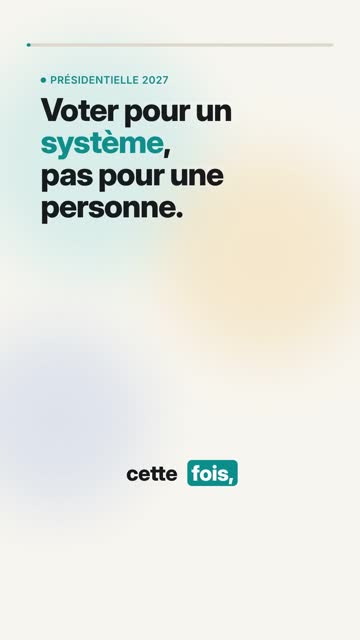 PRÉSIDENTIELLE 2027
Voter pour un
système,
pas pour une
personne.
cette fois,